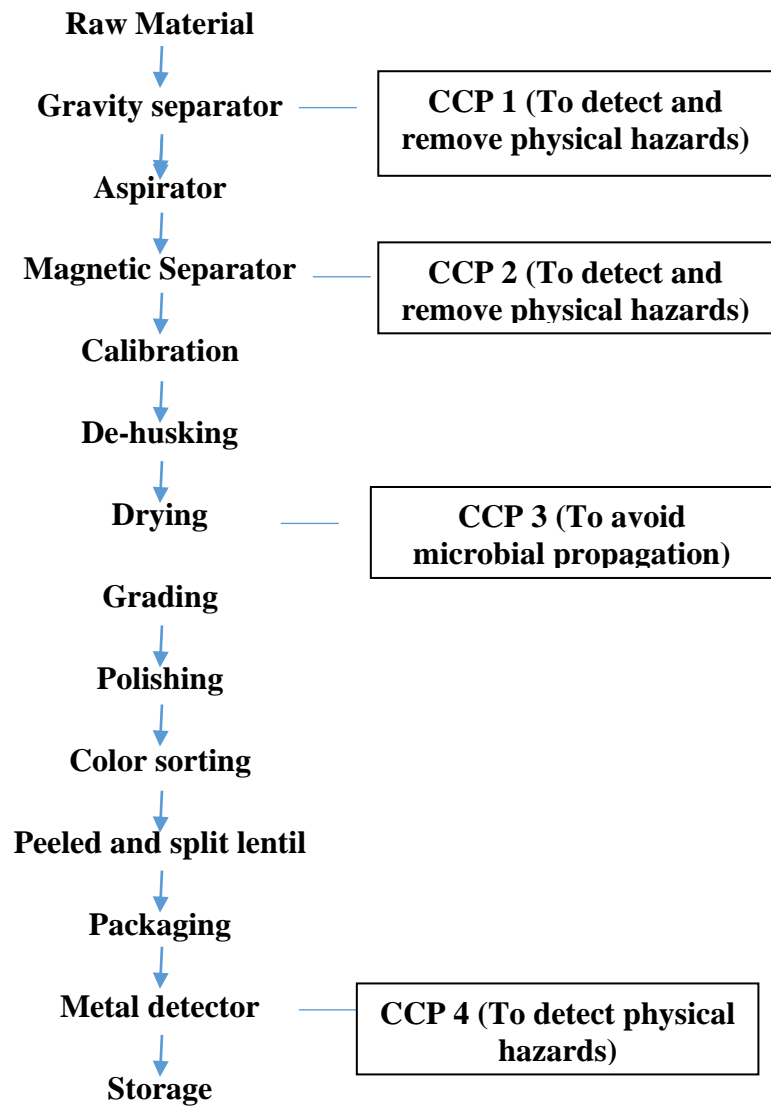 Raw Material
Gravity separator
CCP 1 (To detect and
remove physical hazards)
Aspirator
Magnetic Separator
CCP 2 (To detect and
remove physical hazards)
Calibration
De-husking
Drying
CCP 3 (To avoid
microbial propagation)
Grading
Polishing
Color sorting
Peeled and split lentil
Packaging
Metal detector
CCP 4 (To detect physical
hazards)
Storage